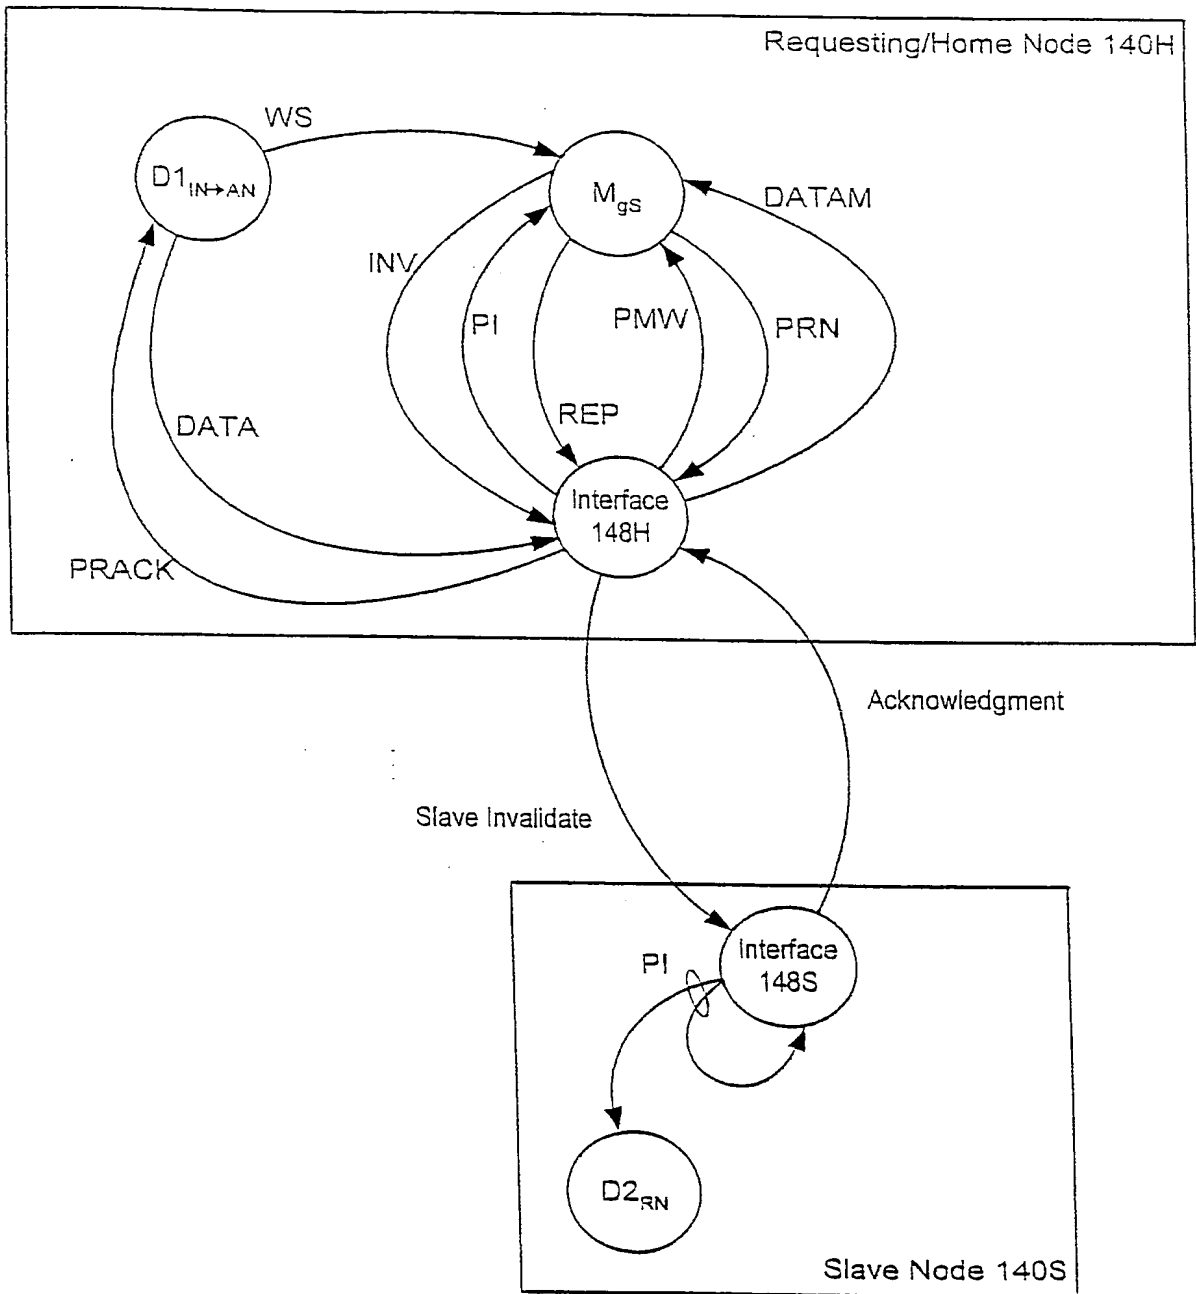 Requesting/Home Node 140H
WS
D1IN→AN
MgS
DATAM
INV
PI
PMW
PRN
REP
DATA
Interface
148H
PRACK
Acknowledgment
Slave Invalidate
Interface
148S
PI
D2RN
Slave Node 140S